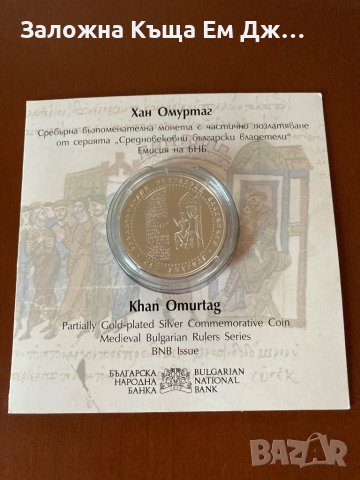 Заложна Къща Ем Дж...
Хан Омуртаг
Сребърна възпоменателна монета с частично позлатяване
от серията „Средновековни български владетели“
Емисия на БНБ
Khan Omurtag
Partially Gold-plated Silver Commemorative Coin
Medieval Bulgarian Rulers Series
BNB Issue
БЪЛГАРСКА
НАРОДНА
БАНКА
BULGARIAN
NATIONAL
BANK
BAZAR